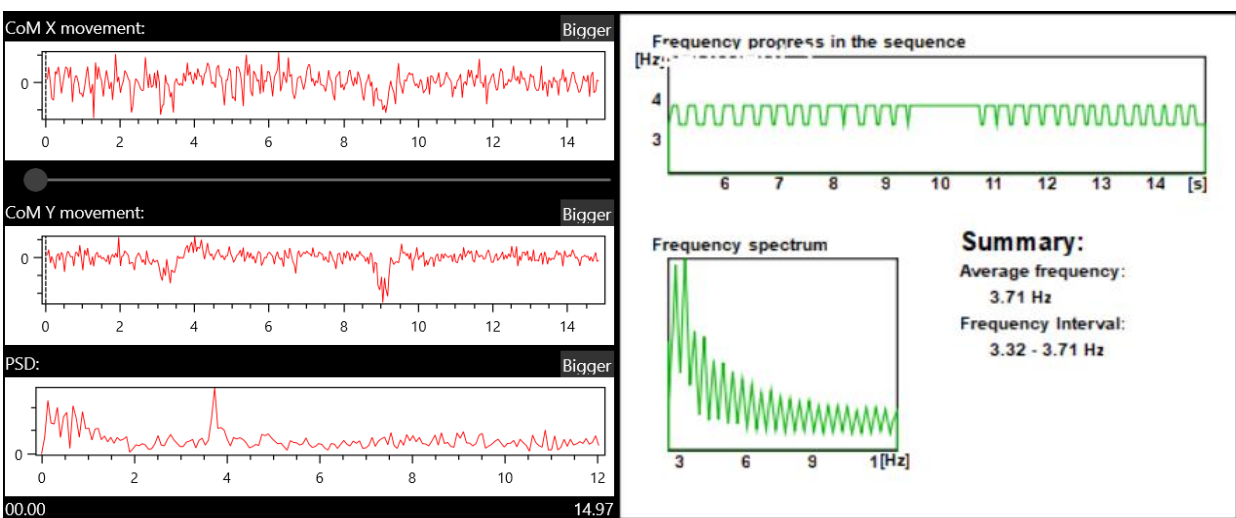 CoM X movement:
Bigger
0
0 2 4 6 8 10 12 14
CoM Y movement:
Bigger
0
0 2 4 6 8 10 12 14
PSD:
Bigger
0
0 2 4 6 8 10 12
00.00
14.97
Frequency progress in the sequence
[Hz]
4
3
6 7 8 9 10 11 12 13 14 [s]
Frequency spectrum
3 6 9 1[Hz]
Summary:
Average frequency:
3.71 Hz
Frequency Interval:
3.32 - 3.71 Hz